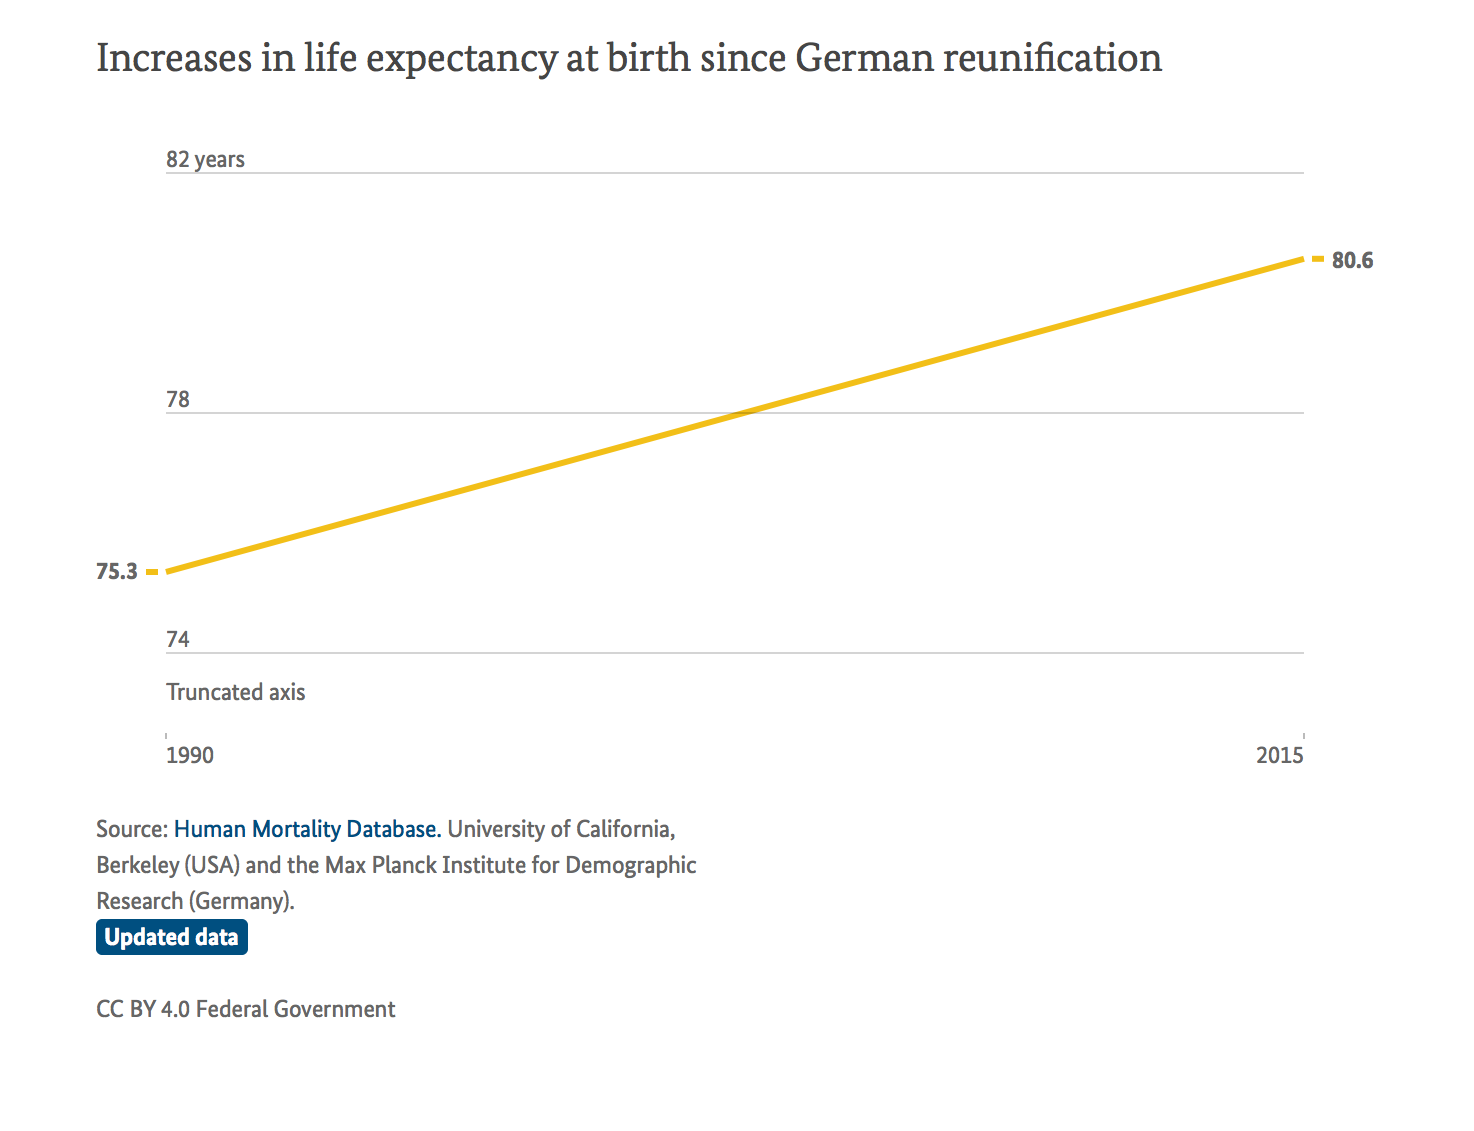 Increases in life expectancy at birth since German reunification
82 years
80.6
78
75.3
74
Truncated axis
1990
2015
Source: Human Mortality Database. University of California,
Berkeley (USA) and the Max Planck Institute for Demographic
Research (Germany).
Updated data
CC BY 4.0 Federal Government